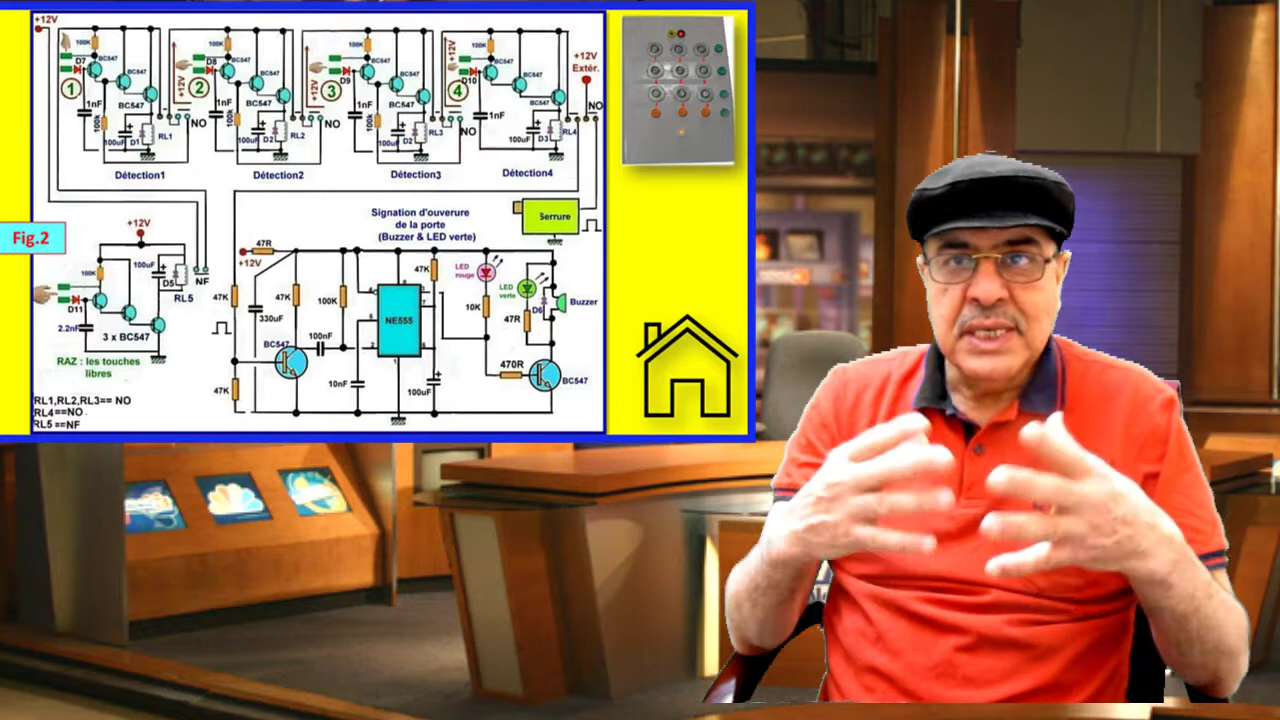 +12V
100K
D7
BC547
1
BC547
1nF
100k
100uF
D1
RL1
NO
Détection1
+12V
100K
D8
BC547
2
BC547
1nF
100K
100uF
D2
RL2
NO
Détection2
+12V
100K
BC547
D9
3
BC547
1nF
100K
100uF
D2
RL3
NO
Détection3
+12V
100K
BC547
D10
4
BC547
1nF
100uF
D3
RL4
+12V
Extér.
NO
Détection4
Serrure
Signation d'ouverure
de la porte
(Buzzer & LED verte)
Fig.2
+12V
100K
100uF
D5
RL5
NF
D11
2.2nF
3 x BC547
RAZ : les touches
libres
RL1,RL2,RL3== NO
RL4==NO
RL5 ==NF
47R
+12V
47K
47K
330uF
100K
100nF
BC547
47K
10nF
NE555
47K
100uF
LED
rouge
10K
LED
verte
47R
D6
Buzzer
470R
BC547